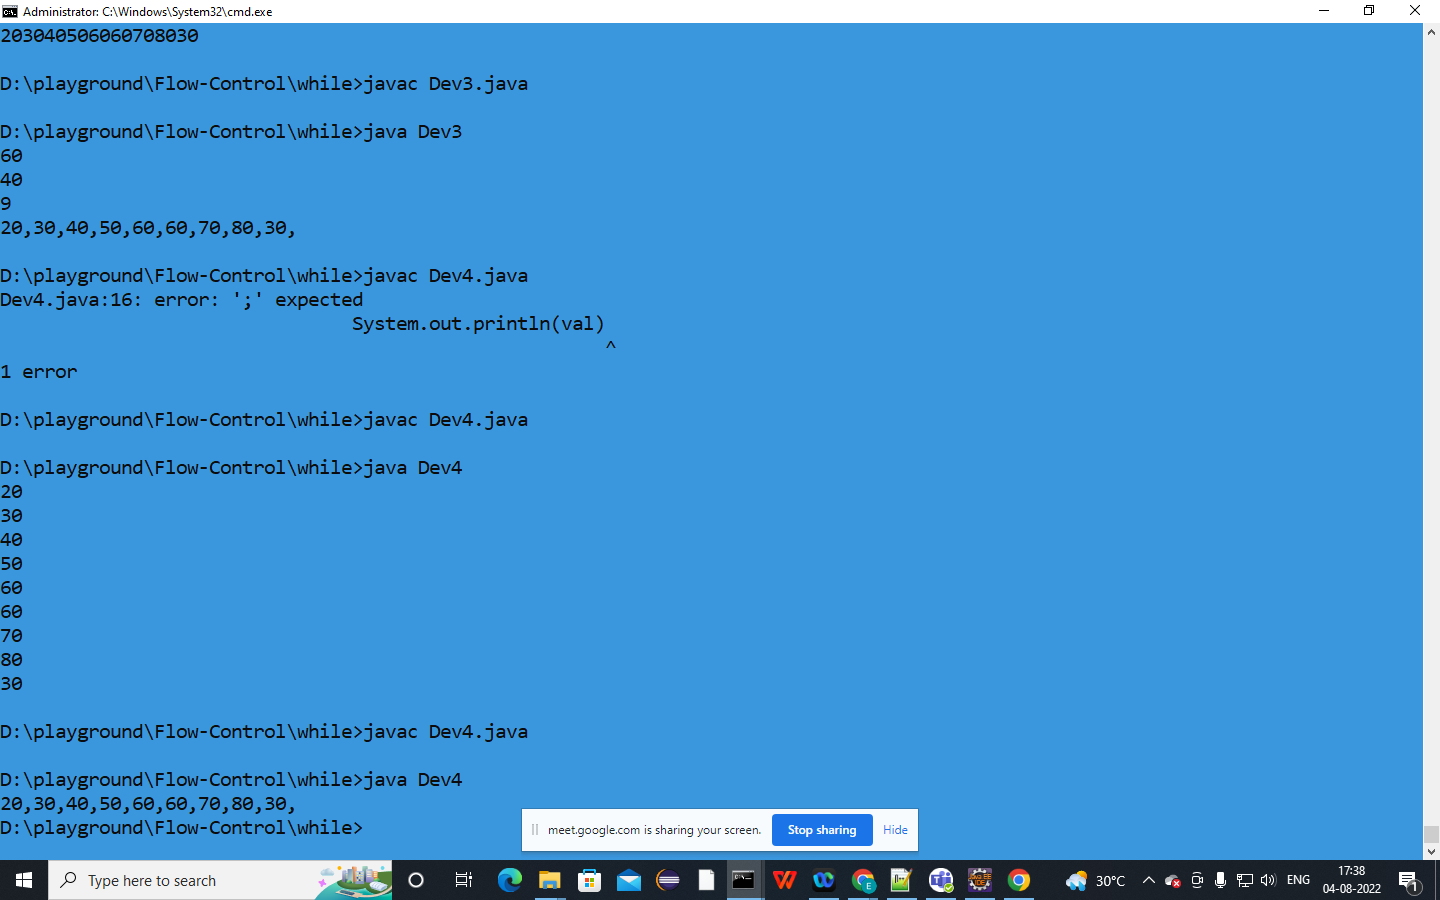 Administrator: C:\Windows\System32\cmd.exe
203040506060708030
D:\playground\Flow-Control\while>javac Dev3.java
D:\playground\Flow-Control\while>java Dev3
60
40
9
20,30,40,50,60,60,70,80,30,
D:\playground\Flow-Control\while>javac Dev4.java
Dev4.java:16: error: ';' expected
System.out.println(val)
^
1 error
D:\playground\Flow-Control\while>javac Dev4.java
D:\playground\Flow-Control\while>java Dev4
20
30
40
50
60
60
70
80
30
D:\playground\Flow-Control\while>javac Dev4.java
D:\playground\Flow-Control\while>java Dev4
20,30,40,50,60,60,70,80,30,
D:\playground\Flow-Control\while>
meet.google.com is sharing your screen. Stop sharing Hide
Type here to search
30°C
ENG
17:38
04-08-2022
1